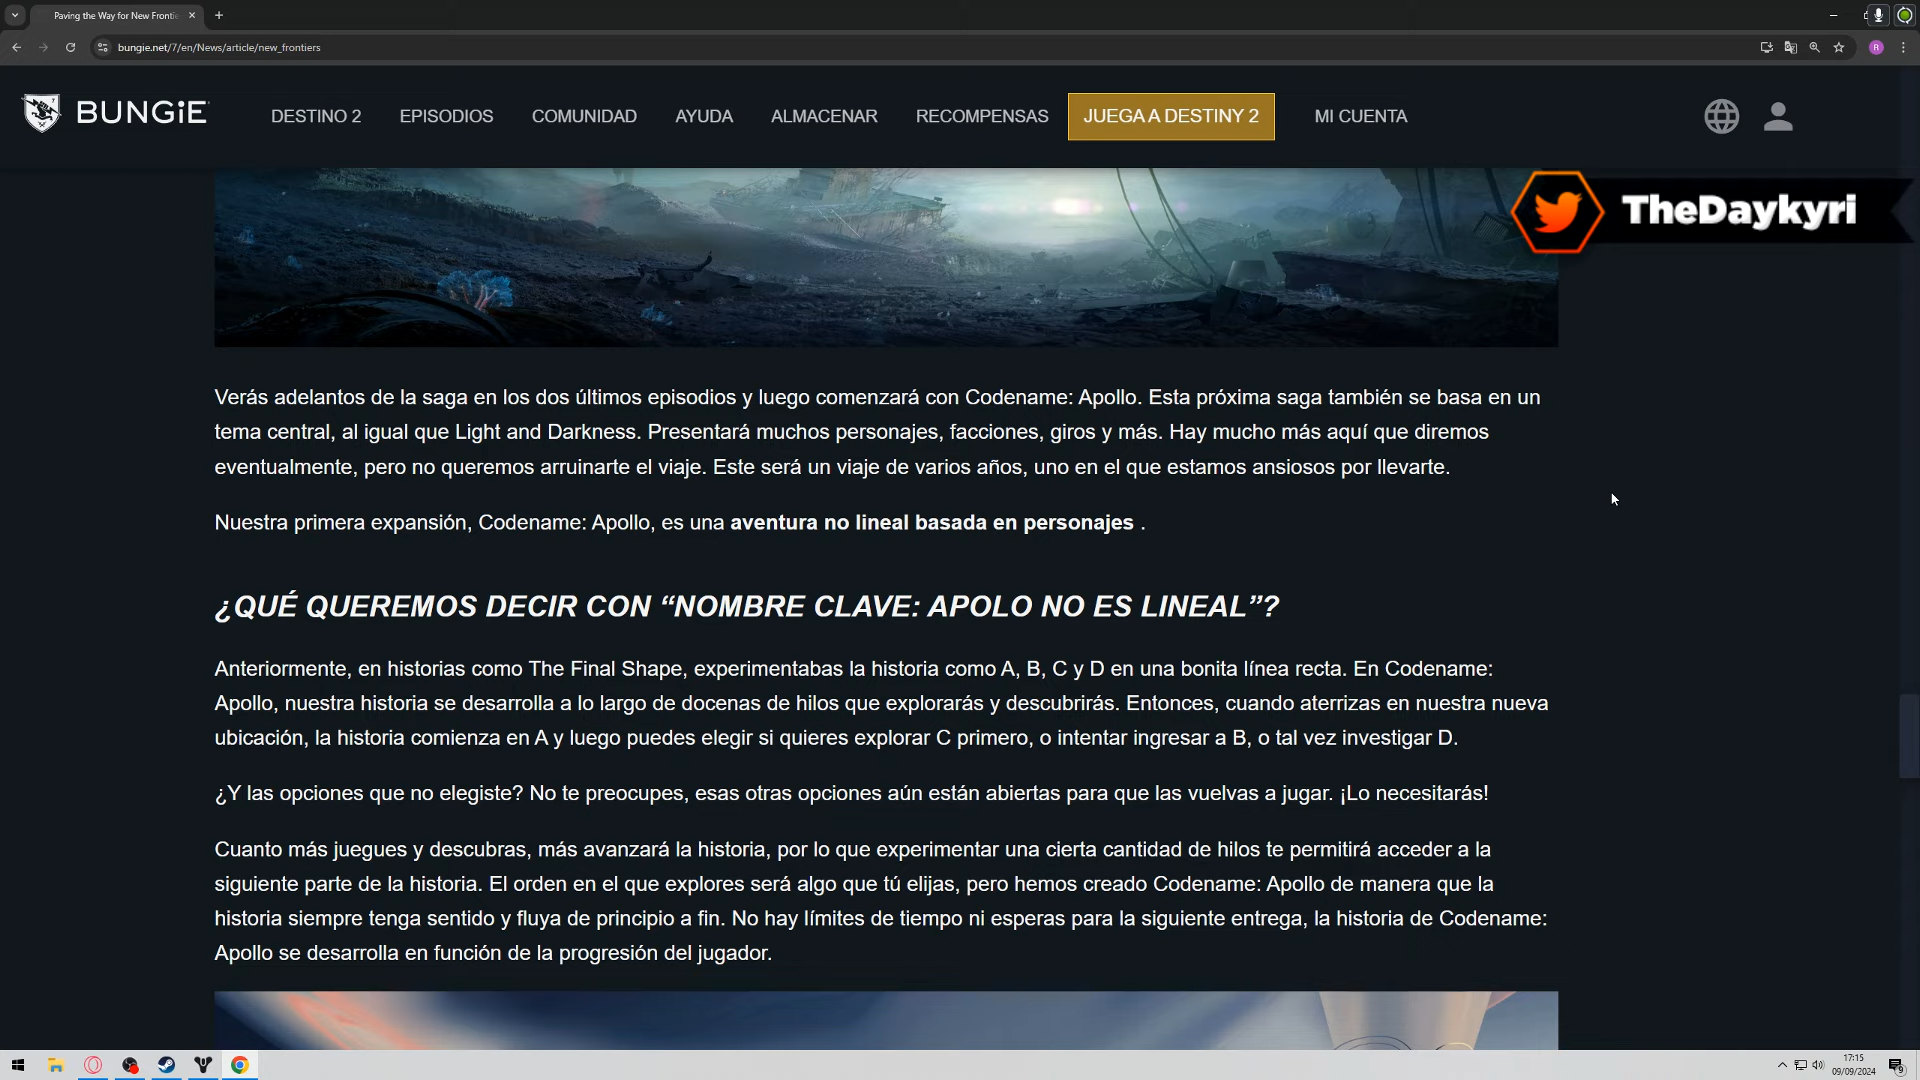 Paving the Way for New Frontie
bungie.net/7/en/News/article/new_frontiers
R
BUNGiE
DESTINO 2
EPISODIOS
COMUNIDAD
AYUDA
ALMACENAR
RECOMPENSAS
JUEGA A DESTINY 2
MI CUENTA
TheDaykyri
Verás adelantos de la saga en los dos últimos episodios y luego comenzará con Codename: Apollo. Esta próxima saga también se basa en un
tema central, al igual que Light and Darkness. Presentará muchos personajes, facciones, giros y más. Hay mucho más aquí que diremos
eventualmente, pero no queremos arruinarte el viaje. Este será un viaje de varios años, uno en el que estamos ansiosos por llevarte.
Nuestra primera expansión, Codename: Apollo, es una aventura no lineal basada en personajes .
¿QUÉ QUEREMOS DECIR CON “NOMBRE CLAVE: APOLO NO ES LINEAL”?
Anteriormente, en historias como The Final Shape, experimentabas la historia como A, B, C y D en una bonita línea recta. En Codename:
Apollo, nuestra historia se desarrolla a lo largo de docenas de hilos que explorarás y descubrirás. Entonces, cuando aterrizas en nuestra nueva
ubicación, la historia comienza en A y luego puedes elegir si quieres explorar C primero, o intentar ingresar a B, o tal vez investigar D.
¿Y las opciones que no elegiste? No te preocupes, esas otras opciones aún están abiertas para que las vuelvas a jugar. ¡Lo necesitarás!
Cuanto más juegues y descubras, más avanzará la historia, por lo que experimentar una cierta cantidad de hilos te permitirá acceder a la
siguiente parte de la historia. El orden en el que explores será algo que tú elijas, pero hemos creado Codename: Apollo de manera que la
historia siempre tenga sentido y fluya de principio a fin. No hay límites de tiempo ni esperas para la siguiente entrega, la historia de Codename:
Apollo se desarrolla en función de la progresión del jugador.
17:15
09/09/2024
9